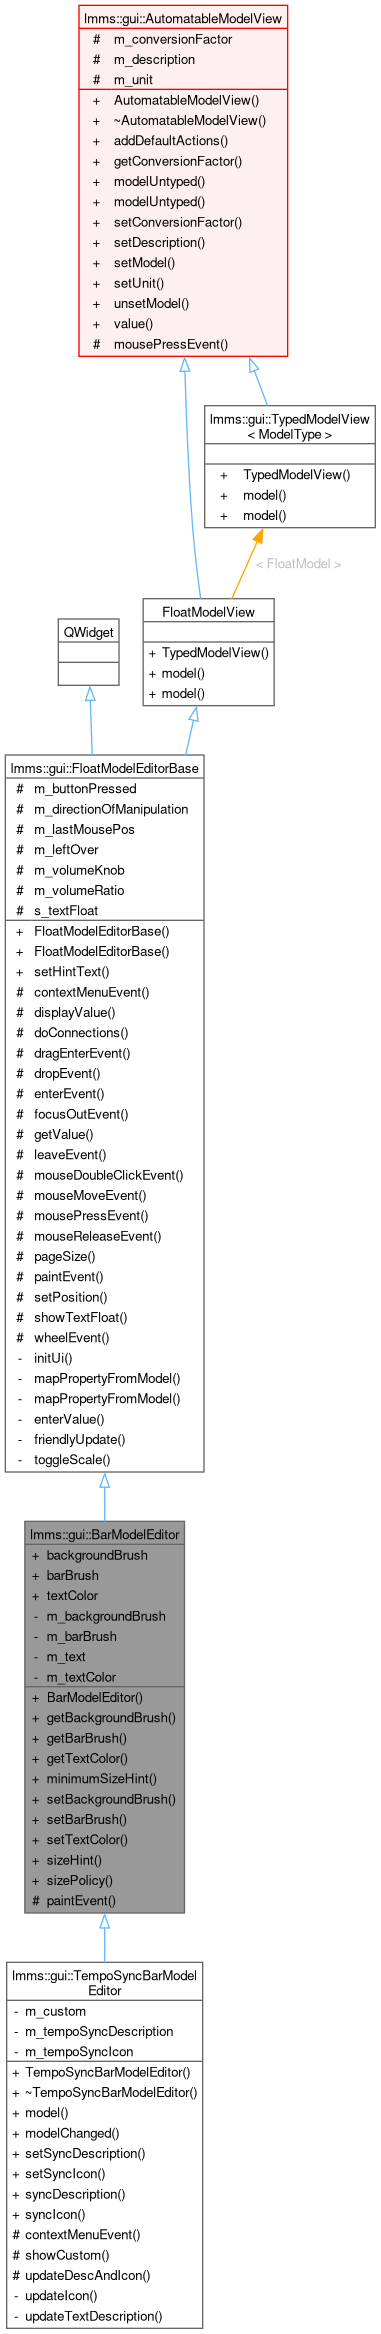 lmms::gui::AutomatableModelView
# m_conversionFactor
# m_description
# m_unit
+ AutomatableModelView()
+ ~AutomatableModelView()
+ addDefaultActions()
+ getConversionFactor()
+ modelUntyped()
+ modelUntyped()
+ setConversionFactor()
+ setDescription()
+ setModel()
+ setUnit()
+ unsetModel()
+ value()
# mousePressEvent()
lmms::gui::TypedModelView
< ModelType >
+ TypedModelView()
+ model()
+ model()
< FloatModel >
FloatModelView
+ TypedModelView()
+ model()
+ model()
QWidget
lmms::gui::FloatModelEditorBase
# m_buttonPressed
# m_directionOfManipulation
# m_lastMousePos
# m_leftOver
# m_volumeKnob
# m_volumeRatio
# s_textFloat
+ FloatModelEditorBase()
+ FloatModelEditorBase()
+ setHintText()
# contextMenuEvent()
# displayValue()
# doConnections()
# dragEnterEvent()
# dropEvent()
# enterEvent()
# focusOutEvent()
# getValue()
# leaveEvent()
# mouseDoubleClickEvent()
# mouseMoveEvent()
# mousePressEvent()
# mouseReleaseEvent()
# pageSize()
# paintEvent()
# setPosition()
# showTextFloat()
# wheelEvent()
- initUi()
- mapPropertyFromModel()
- mapPropertyFromModel()
- enterValue()
- friendlyUpdate()
- toggleScale()
lmms::gui::BarModelEditor
+ backgroundBrush
+ barBrush
+ textColor
- m_backgroundBrush
- m_barBrush
- m_text
- m_textColor
+ BarModelEditor()
+ getBackgroundBrush()
+ getBarBrush()
+ getTextColor()
+ minimumSizeHint()
+ setBackgroundBrush()
+ setBarBrush()
+ setTextColor()
+ sizeHint()
+ sizePolicy()
# paintEvent()
lmms::gui::TempoSyncBarModel
Editor
- m_custom
- m_tempoSyncDescription
- m_tempoSyncIcon
+ TempoSyncBarModelEditor()
+ ~TempoSyncBarModelEditor()
+ model()
+ modelChanged()
+ setSyncDescription()
+ setSyncIcon()
+ syncDescription()
+ syncIcon()
# contextMenuEvent()
# showCustom()
# updateDescAndIcon()
- updateIcon()
- updateTextDescription()